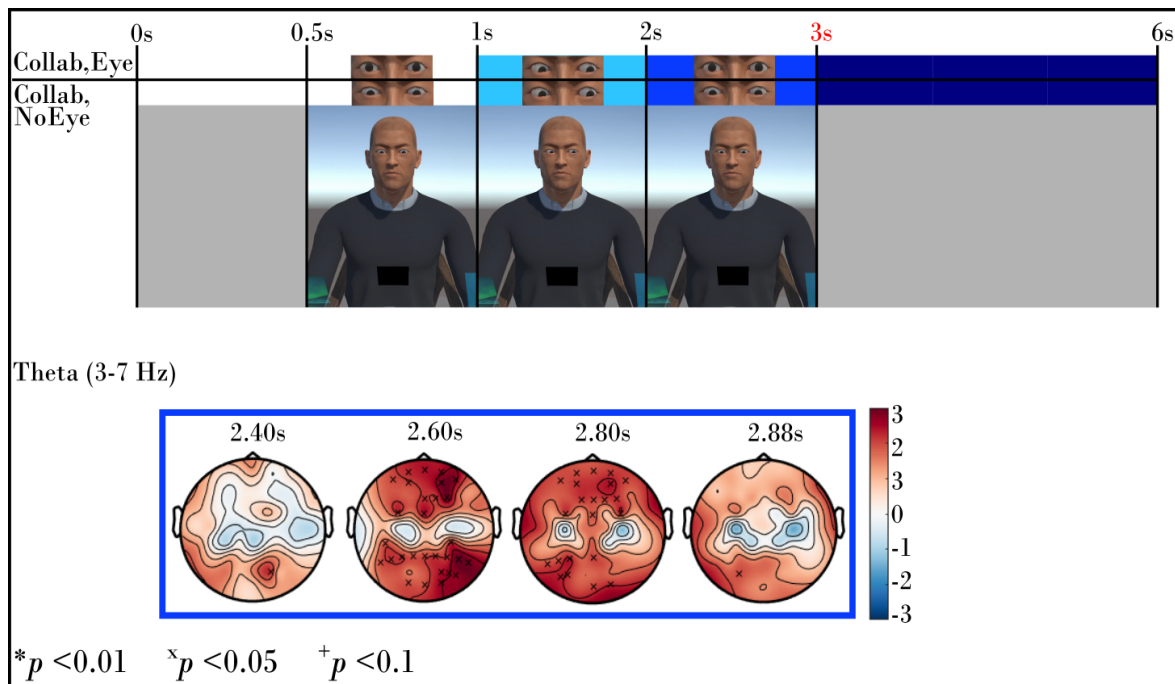 0s 0.5s 1s 2s 3s 6s
Collab,Eye
Collab,
NoEye
Theta (3-7 Hz)
2.40s 2.60s 2.80s 2.88s
3
2
3
0
-1
-2
-3
*p <0.01 xp <0.05 +p <0.1